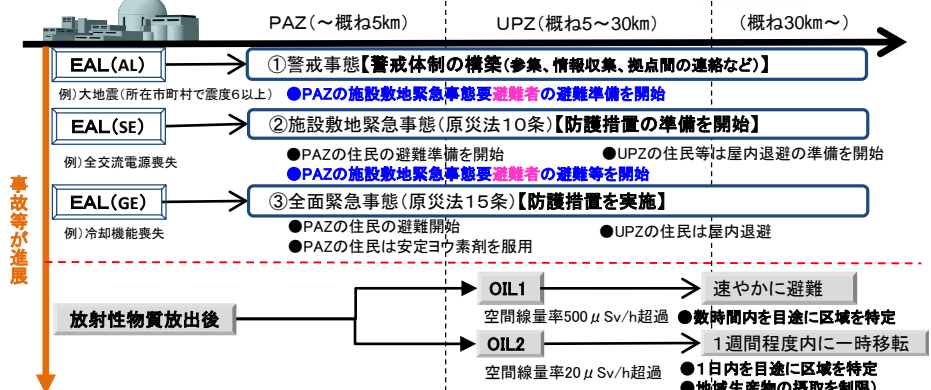 PAZ(～概ね5km) UPZ(概ね5～30km) (概ね30km～)
EAL(AL) ①警戒事態【警戒体制の構築(参集、情報収集、拠点間の連絡など)】
例)大地震(所在市町村で震度6以上) ●PAZの施設敷地緊急事態要避難者の避難準備を開始
EAL(SE) ②施設敷地緊急事態(原災法10条)【防護措置の準備を開始】
例)全交流電源喪失 ●PAZの住民の避難準備を開始 ●UPZの住民等は屋内退避の準備を開始
●PAZの施設敷地緊急事態要避難者の避難等を開始
EAL(GE) ③全面緊急事態(原災法15条)【防護措置を実施】
例)冷却機能喪失 ●PAZの住民の避難開始 ●UPZの住民は屋内退避
●PAZの住民は安定ヨウ素剤を服用
事故等が進展
放射性物質放出後
OIL1 速やかに避難
空間線量率500μSv/h超過 ●数時間内を目途に区域を特定
OIL2 1週間程度内に一時移転
空間線量率20μSv/h超過 ●1日内を目途に区域を特定
●地域生産物の摂取を制限)